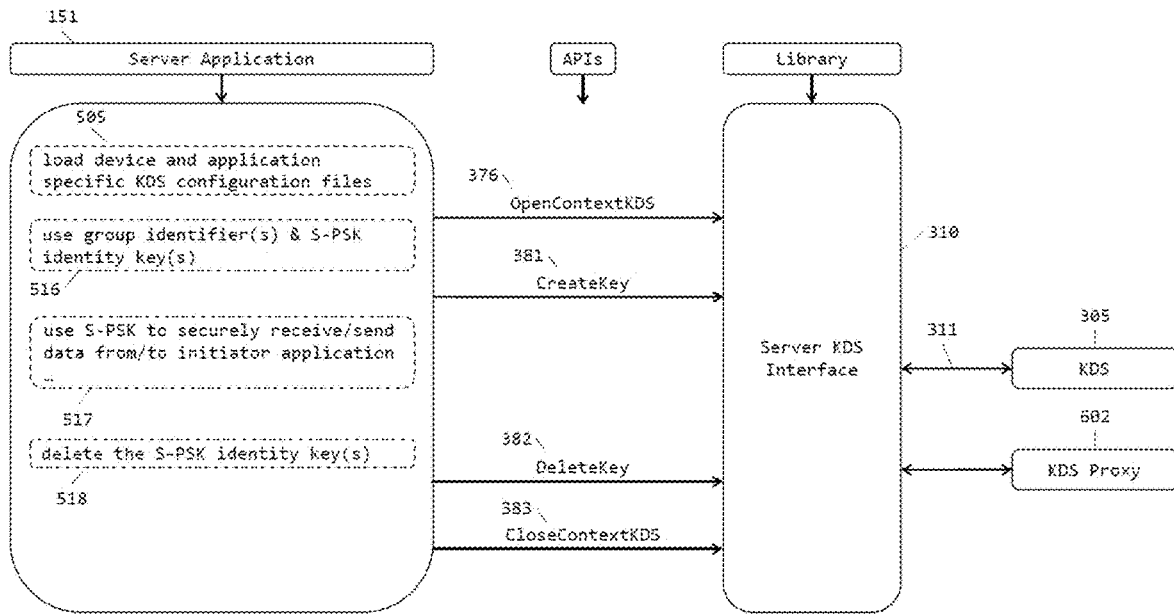 151
Server Application
APIs
Library
505
load device and application
specific KDS configuration files
376
OpenContextKDS
use group identifier(s) & S-PSK
identity key(s)
516
381
CreateKey
310
use S-PSK to securely receive/send
data from/to initiator application
…
517
Server KDS
Interface
311
305
KDS
602
KDS Proxy
delete the S-PSK identity key(s)
518
382
DeleteKey
383
CloseContextKDS